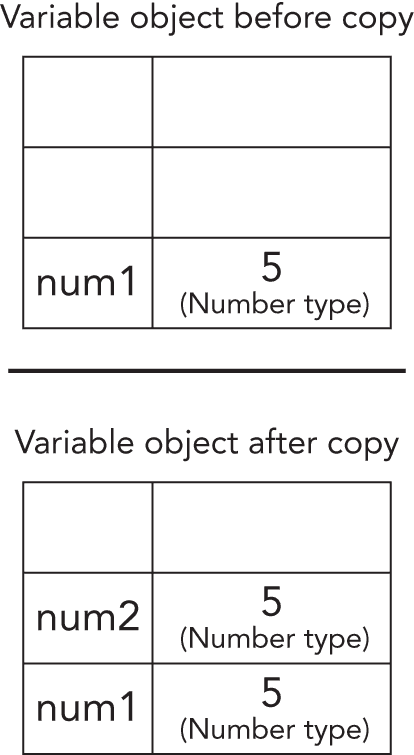 Variable object before copy
num1
5
(Number type)
Variable object after copy
num2
5
(Number type)
num1
5
(Number type)